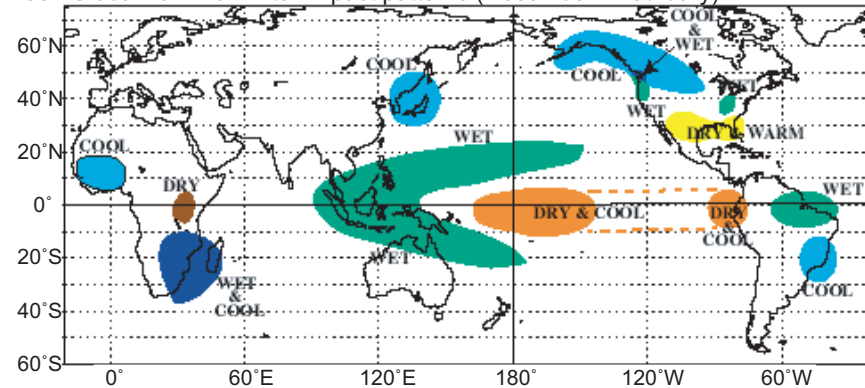 COOL
&
WET
60˚N
COOL
COOL
WET
40˚N
WET
WET
DRY & WARM
20˚N
COOL
DRY
WET
0˚
DRY & COOL
DRY
&
COOL
WET
20˚S
WET
&
COOL
COOL
40˚S
60˚S
0˚
60˚E
120˚E
180˚
120˚W
60˚W